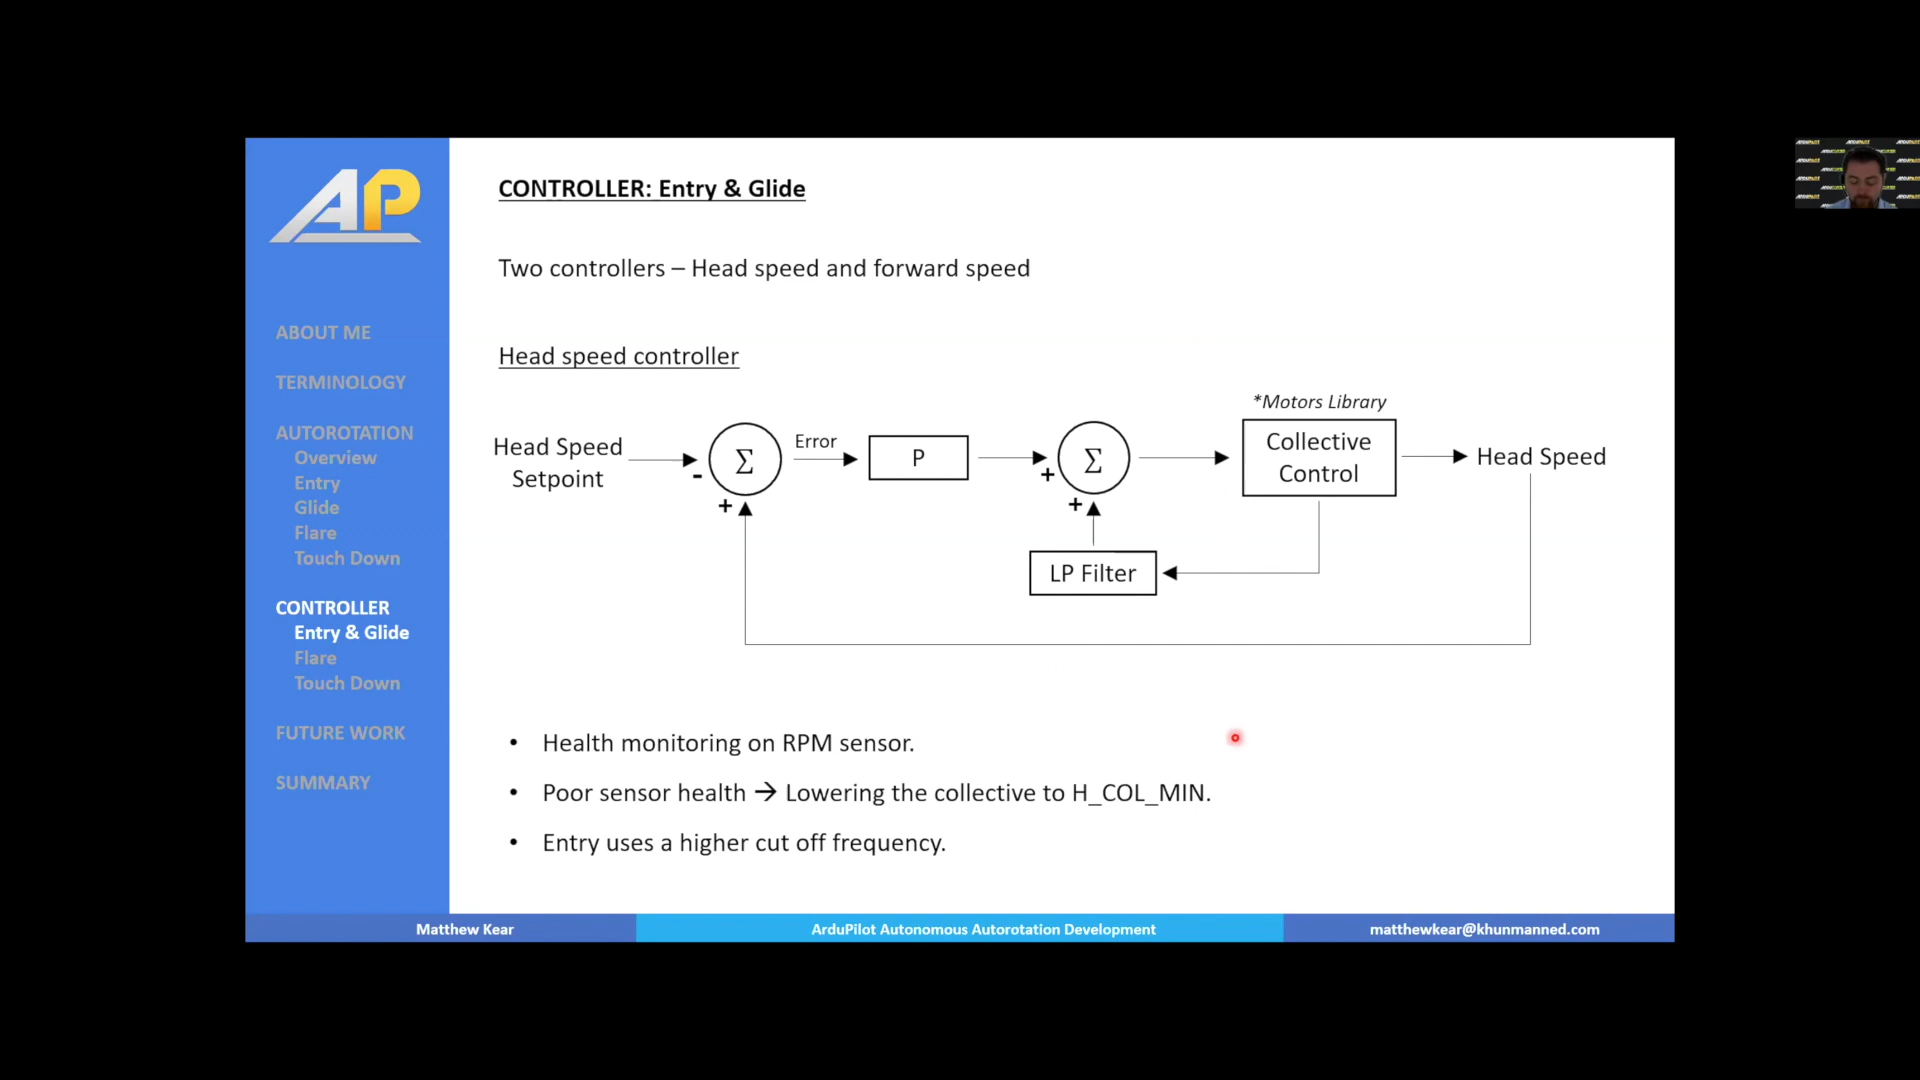 AP
ABOUT ME
TERMINOLOGY
AUTOROTATION
Overview
Entry
Glide
Flare
Touch Down
CONTROLLER
Entry & Glide
Flare
Touch Down
FUTURE WORK
SUMMARY
CONTROLLER: Entry & Glide
Two controllers – Head speed and forward speed
Head speed controller
*Motors Library
Head Speed
Setpoint
-
+
Σ
Error
P
+
+
Σ
Collective
Control
Head Speed
LP Filter
• Health monitoring on RPM sensor.
• Poor sensor health → Lowering the collective to H_COL_MIN.
• Entry uses a higher cut off frequency.
Matthew Kear
ArduPilot Autonomous Autorotation Development
matthewkear@khunmanned.com